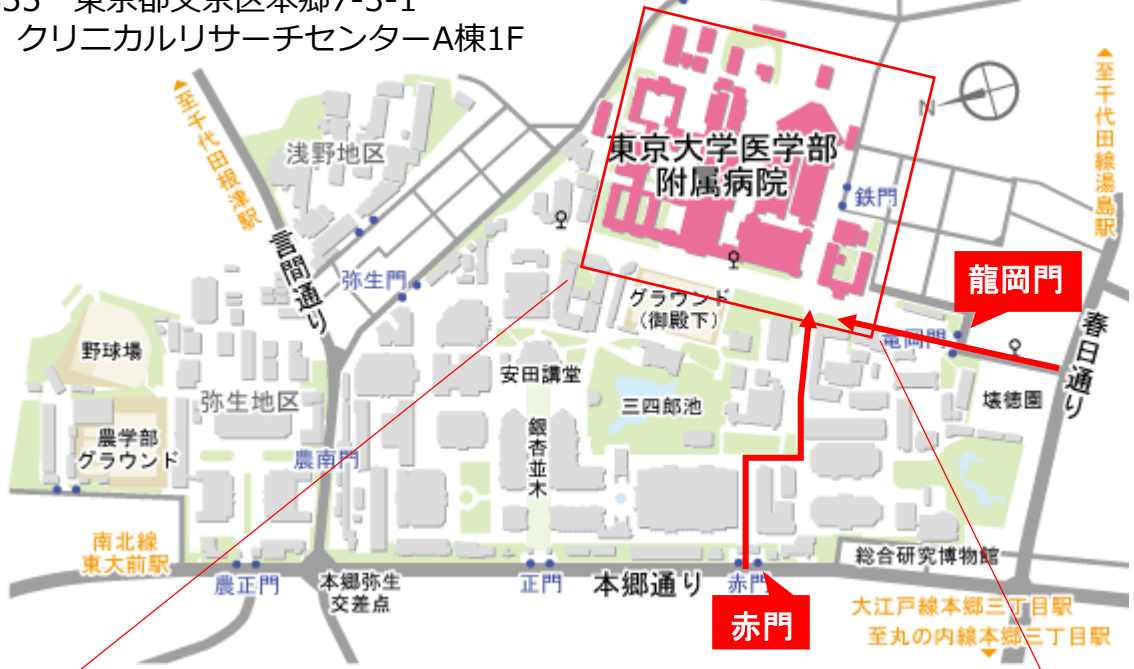 東京都文京区本郷7-3-1
クリニカルリサーチセンターA棟1F
至千代田根津駅
浅野地区
言問通り
弥生門
東京大学医学部
附属病院
N
鉄門
至千代田線湯島駅
龍岡門
竜岡門
春日通り
グラウンド
(御殿下)
野球場
弥生地区
安田講堂
三四郎池
壊徳園
農学部
グラウンド
農南門
銀杏並木
南北線
東大前駅
農正門
本郷弥生
交差点
正門
本郷通り
赤門
赤門
総合研究博物館
大江戸線本郷三丁目駅
至丸の内線本郷三丁目駅